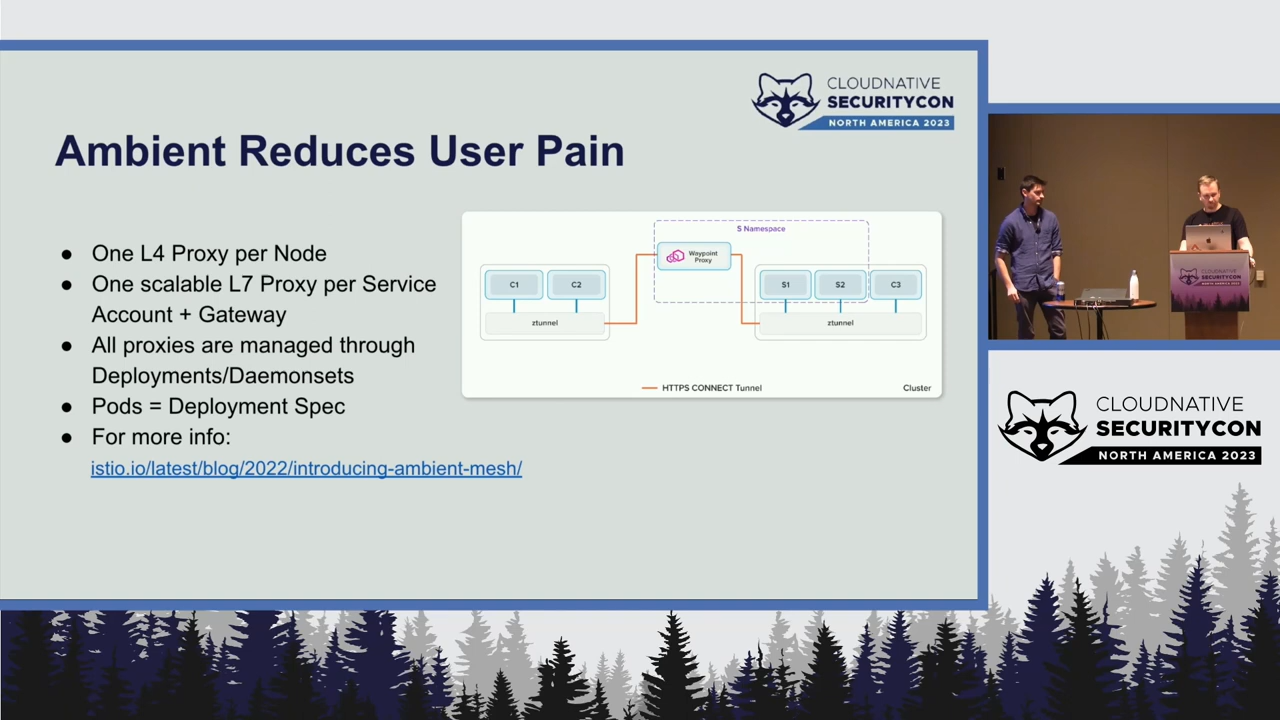 CLOUDNATIVE
SECURITYCON
NORTH AMERICA 2023
Ambient Reduces User Pain
● One L4 Proxy per Node
● One scalable L7 Proxy per Service
Account + Gateway
● All proxies are managed through
Deployments/Daemonsets
● Pods = Deployment Spec
● For more info:
istio.io/latest/blog/2022/introducing-ambient-mesh/
S Namespace
Waypoint
Proxy
C1
C2
S1
S2
C3
ztunnel
ztunnel
HTTPS CONNECT Tunnel
Cluster
CLOUDNATIVE
SECURITYCON
CLOUDNATIVE
SECURITYCON
NORTH AMERICA 2023